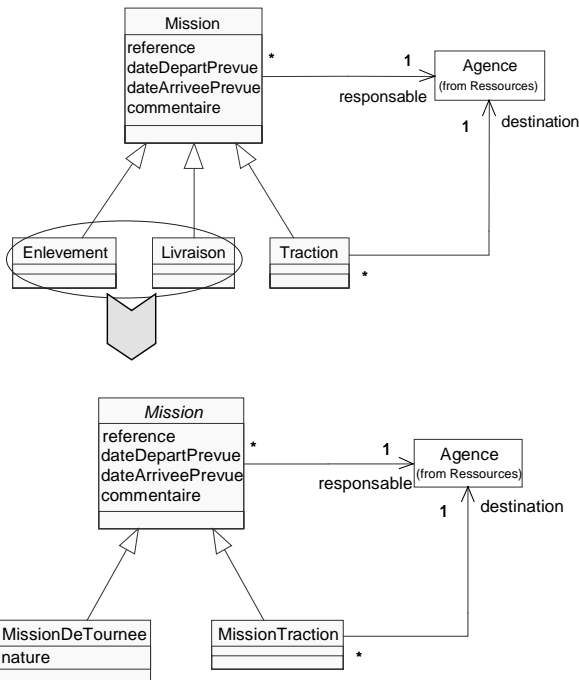 Mission
reference
dateDepartPrevue
dateArriveePrevue
commentaire
*
1
responsable
Agence
(from Ressources)
1
destination
Enlevement
Livraison
Traction
*
Mission
reference
dateDepartPrevue
dateArriveePrevue
commentaire
*
1
responsable
Agence
(from Ressources)
1
destination
MissionDeTournee
nature
MissionTraction
*